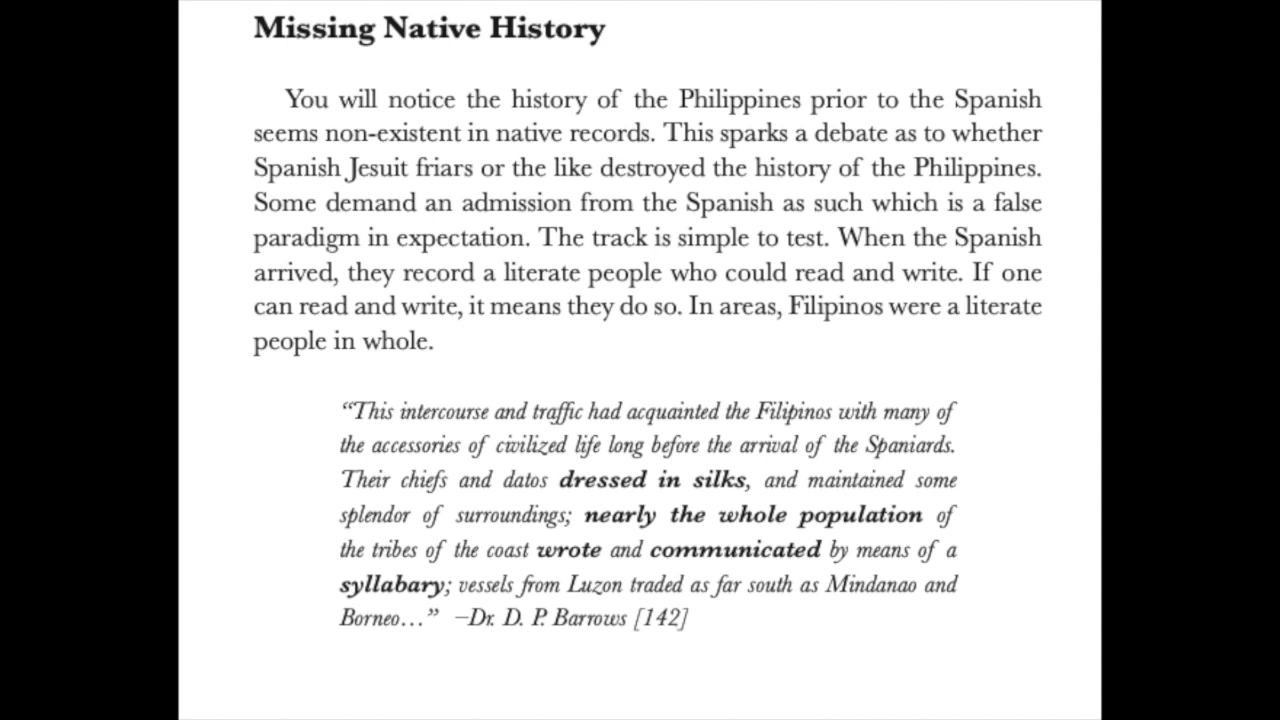 Missing Native History
You will notice the history of the Philippines prior to the Spanish
seems non-existent in native records. This sparks a debate as to whether
Spanish Jesuit friars or the like destroyed the history of the Philippines.
Some demand an admission from the Spanish as such which is a false
paradigm in expectation. The track is simple to test. When the Spanish
arrived, they record a literate people who could read and write. If one
can read and write, it means they do so. In areas, Filipinos were a literate
people in whole.
“This intercourse and traffic had acquainted the Filipinos with many of
the accessories of civilized life long before the arrival of the Spaniards.
Their chiefs and datos dressed in silks, and maintained some
splendor of surroundings; nearly the whole population of
the tribes of the coast wrote and communicated by means of a
syllabary; vessels from Luzon traded as far south as Mindanao and
Borneo…” –Dr. D. P. Barrows [142]